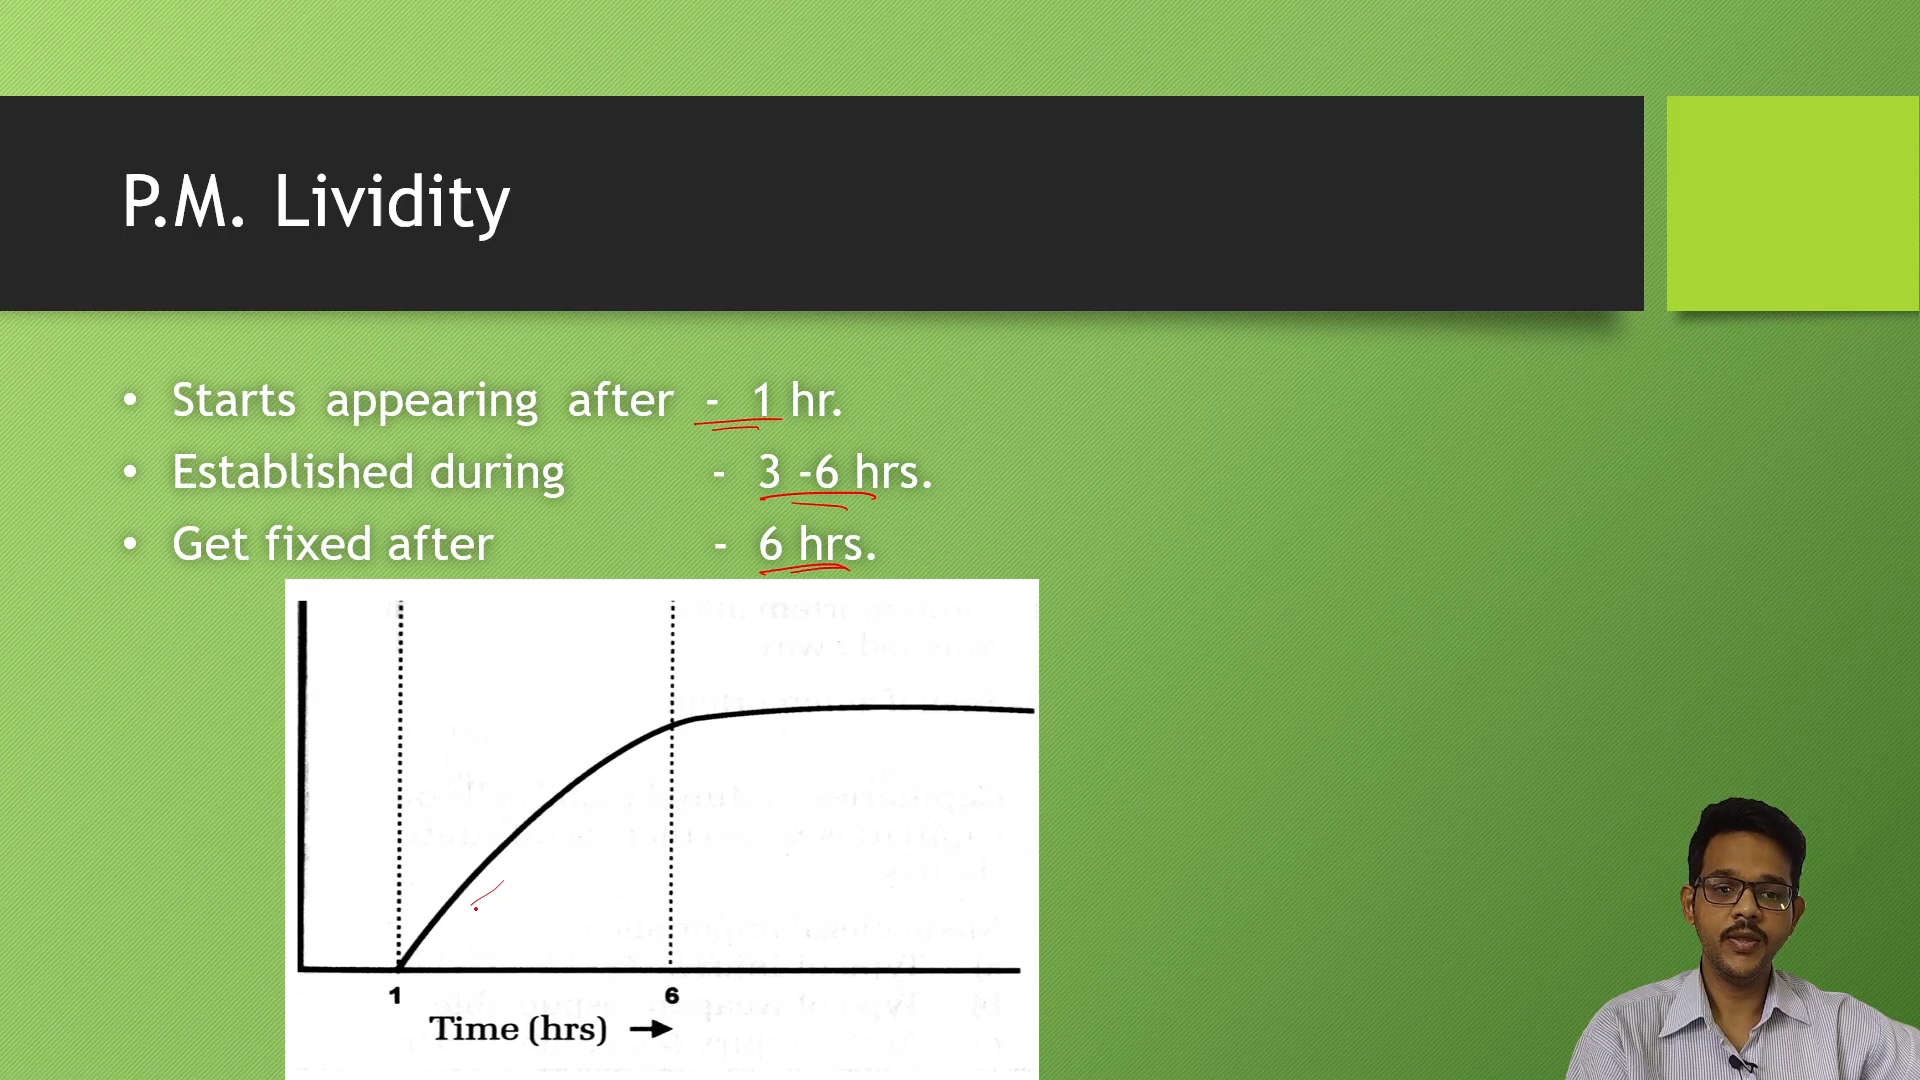 P.M. Lividity
• Starts appearing after - 1 hr.
• Established during - 3 -6 hrs.
• Get fixed after - 6 hrs.
1 6
Time (hrs) →